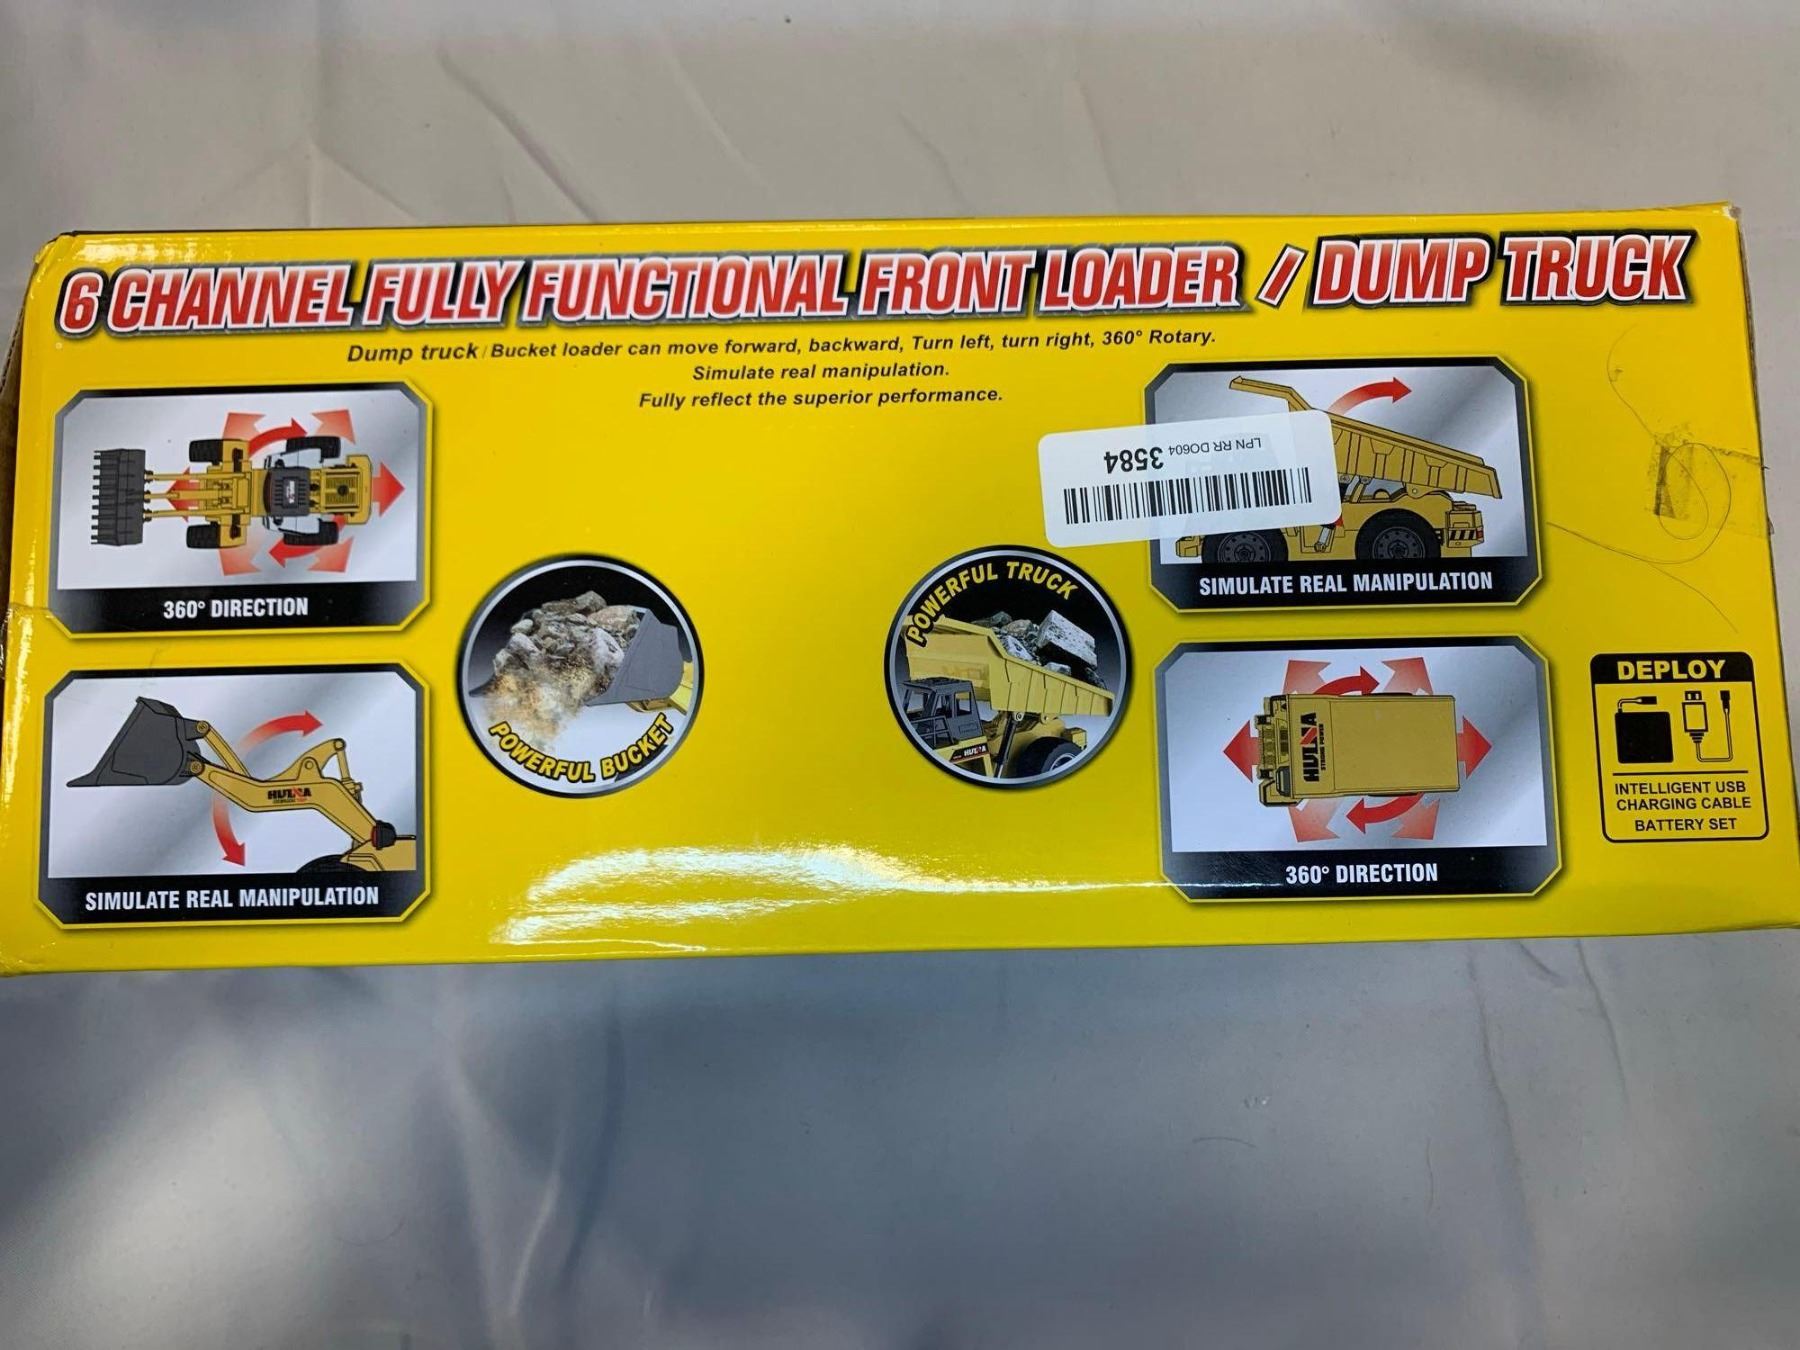 6 CHANNEL FULLY FUNCTIONAL FRONT LOADER / DUMP TRUCK
Dump truck / Bucket loader can move forward, backward, Turn left, turn right, 360° Rotary.
Simulate real manipulation.
Fully reflect the superior performance.
360° DIRECTION
LPN RR DO604 3584
SIMULATE REAL MANIPULATION
POWERFUL BUCKET
POWERFUL TRUCK
HUINA
HUINA
SIMULATE REAL MANIPULATION
HUINA
360° DIRECTION
DEPLOY
INTELLIGENT USB
CHARGING CABLE
BATTERY SET